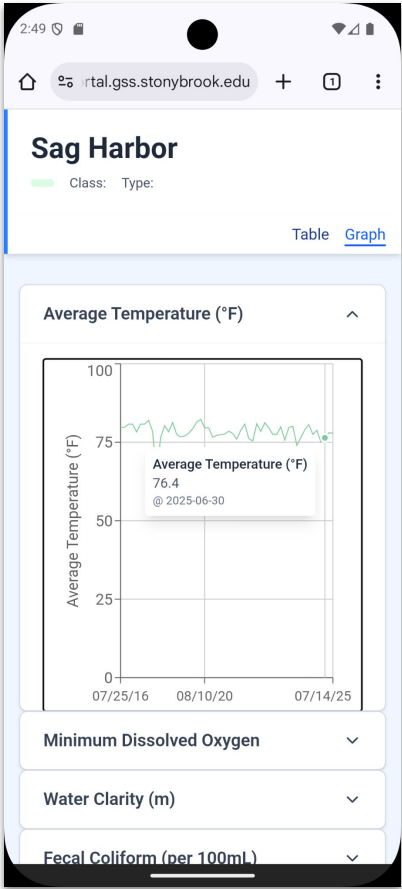 2:49
rtal.gss.stonybrook.edu
1
Sag Harbor
Class: Type:
Table Graph
Average Temperature (°F)
100
75
50
25
0
Average Temperature (°F)
Average Temperature (°F)
76.4
@ 2025-06-30
07/25/16 08/10/20 07/14/25
Minimum Dissolved Oxygen
Water Clarity (m)
Fecal Coliform (per 100mL)